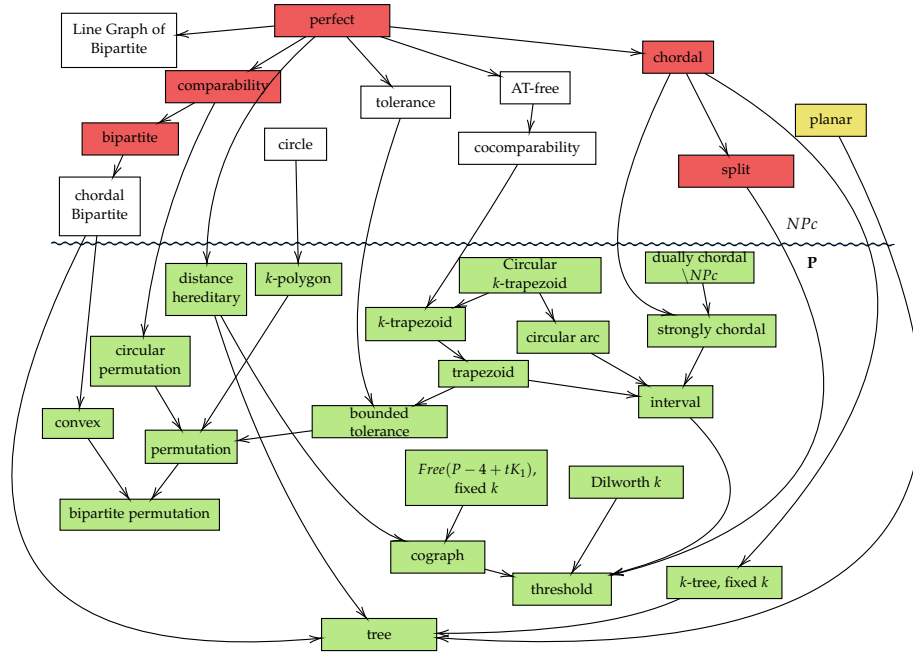 perfect
Line Graph of
Bipartite
chordal
comparability
AT-free
tolerance
planar
bipartite
circle
cocomparability
split
chordal
Bipartite
NPc
P
distance
hereditary
k-polygon
Circular
k-trapezoid
dually chordal
\NPc
k-trapezoid
circular arc
strongly chordal
circular
permutation
trapezoid
interval
convex
bounded
tolerance
permutation
Free(P − 4 + tK1),
fixed k
Dilworth k
bipartite permutation
cograph
threshold
k-tree, fixed k
tree